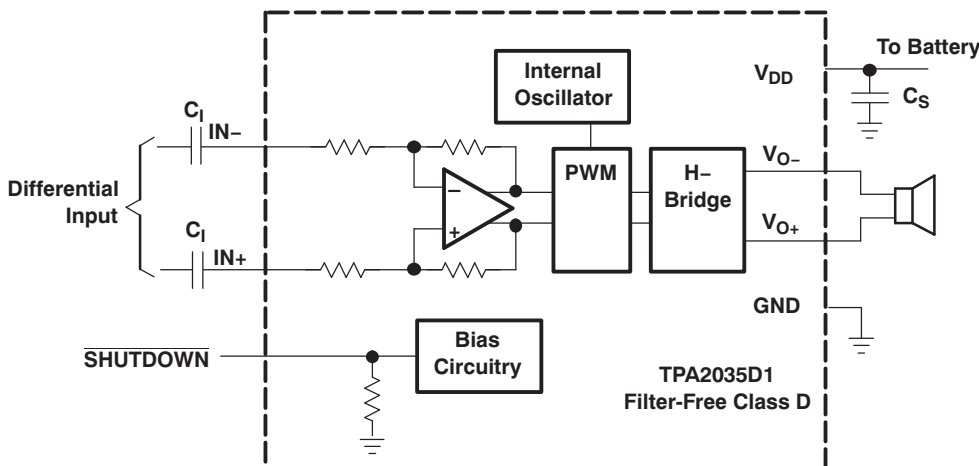 To Battery
Internal
Oscillator
VDD
CS
CI
IN−
VO−
PWM
H−
Bridge
−
Differential
Input
CI
+
VO+
IN+
GND
Bias
Circuitry
SHUTDOWN
TPA2035D1
Filter-Free Class D